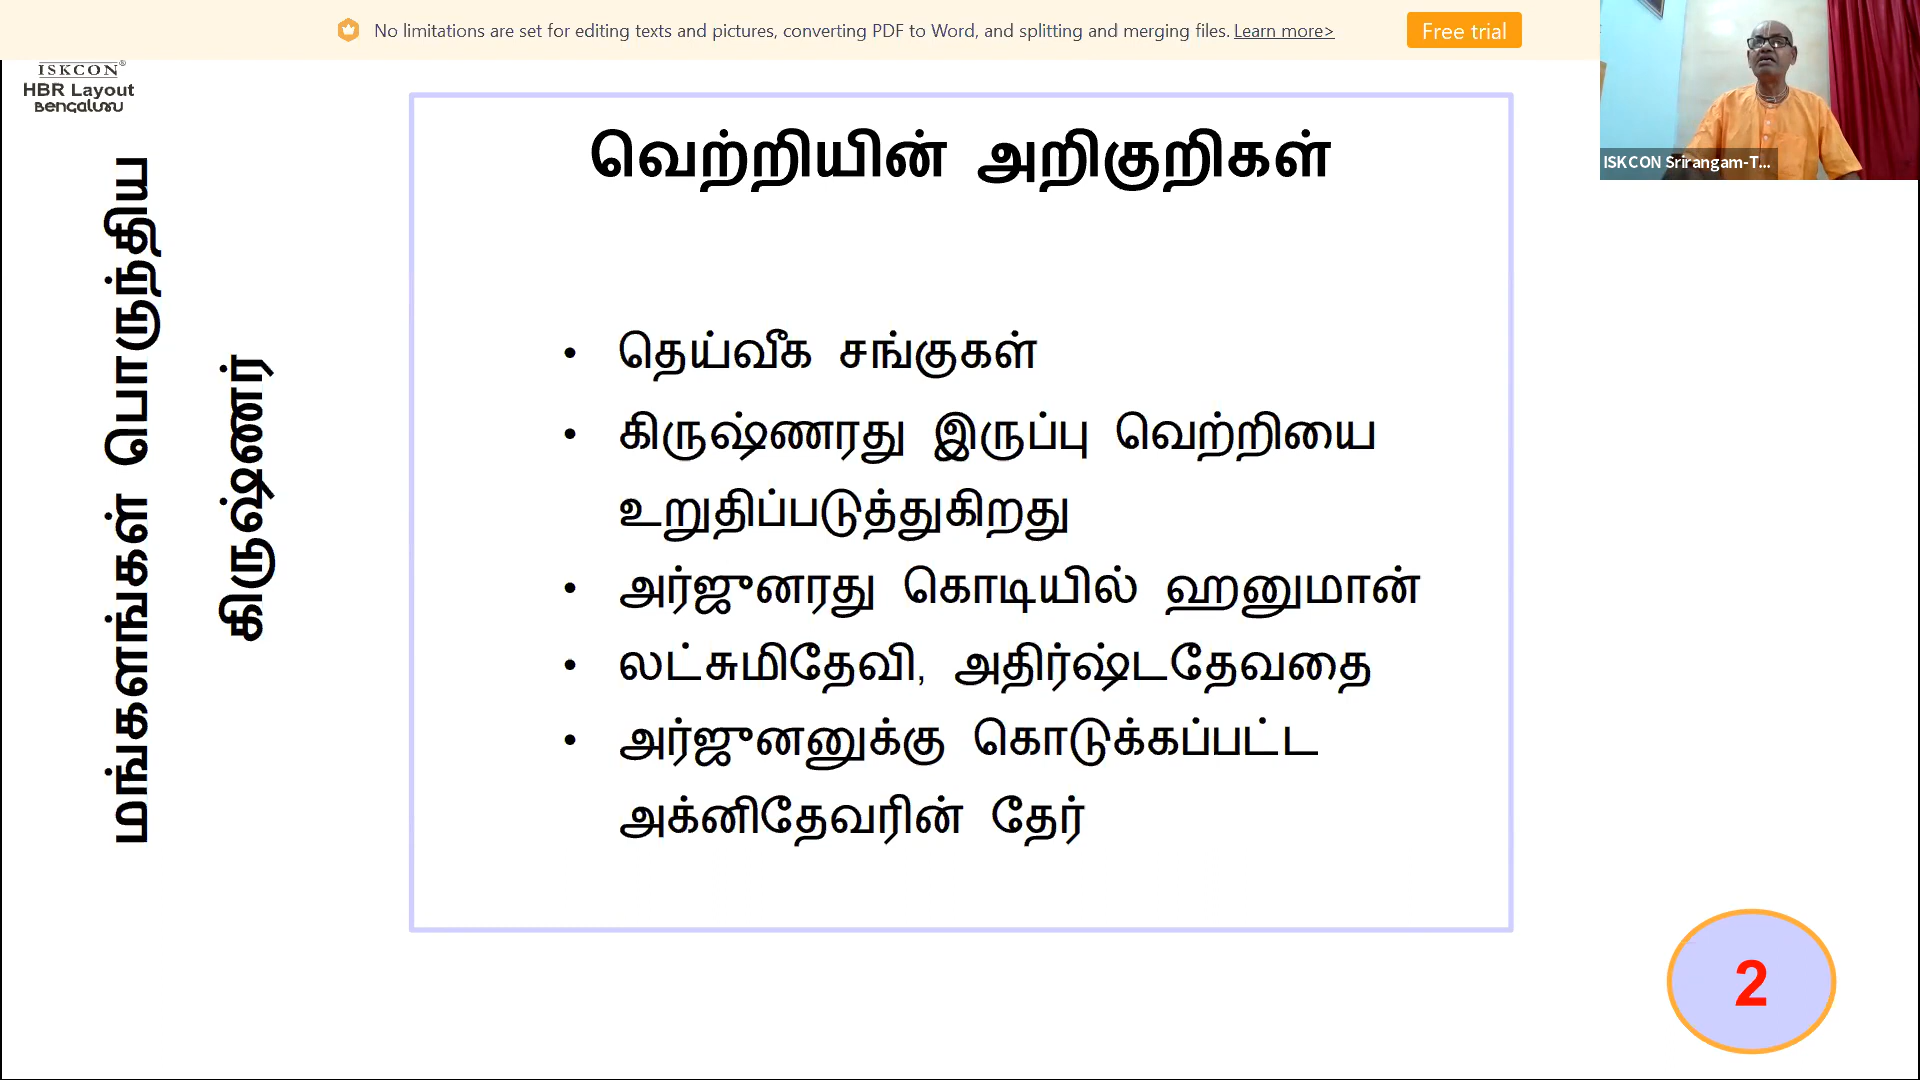 No limitations are set for editing texts and pictures, converting PDF to Word, and splitting and merging files. Learn more>
Free trial
ISKCON®
HBR Layout
Bengaluru
ISKCON Srirangam-T...
மங்களங்கள் பொருந்திய
கிருஷ்ணர்
வெற்றியின் அறிகுறிகள்
• தெய்வீக சங்குகள்
• கிருஷ்ணரது இருப்பு வெற்றியை
உறுதிப்படுத்துகிறது
• அர்ஜுனரது கொடியில் ஹனுமான்
• லட்சுமிதேவி, அதிர்ஷ்டதேவதை
• அர்ஜுனனுக்கு கொடுக்கப்பட்ட
அக்னிதேவரின் தேர்
2